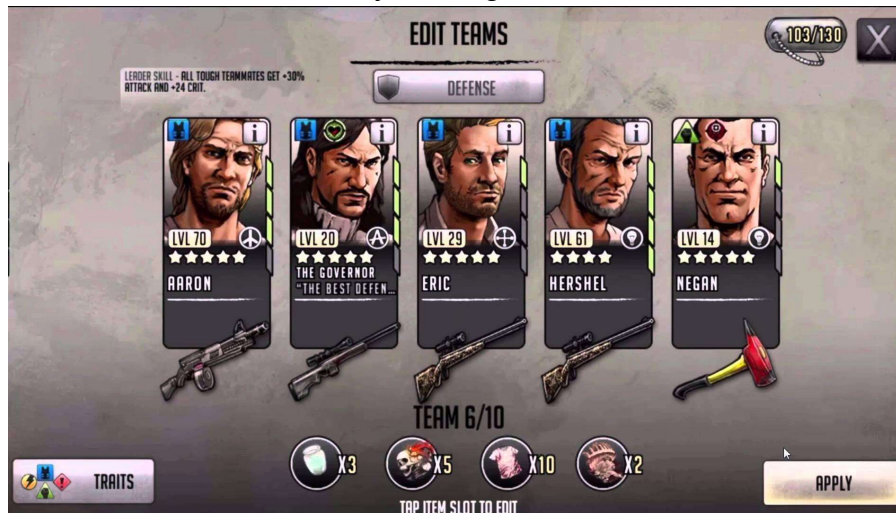 EDIT TEAMS
103/130
X
LEADER SKILL - ALL TOUGH TEAMMATES GET +30%
ATTACK AND +24 CRIT.
DEFENSE
i i i i i
LVL 70 LVL 20 LVL 29 LVL 61 LVL 14
AARON
THE GOVERNOR
"THE BEST DEFEN...
ERIC
HERSHEL
NEGAN
TEAM 6/10
X3 X5 X10 X2
TRAITS
APPLY
TAP ITEM SLOT TO EDIT